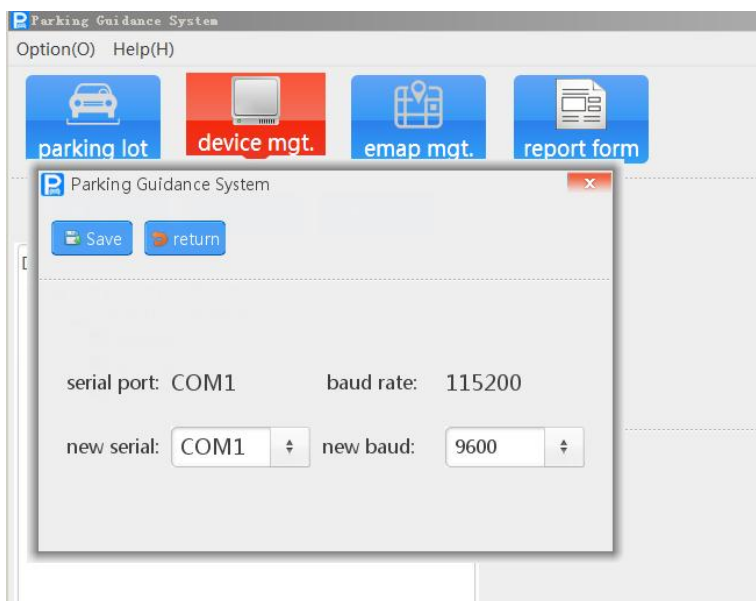 Parking Guidance System
Option(O) Help(H)
parking lot device mgt. emap mgt. report form
Parking Guidance System
Save return
serial port: COM1 baud rate: 115200
new serial: COM1 new baud: 9600